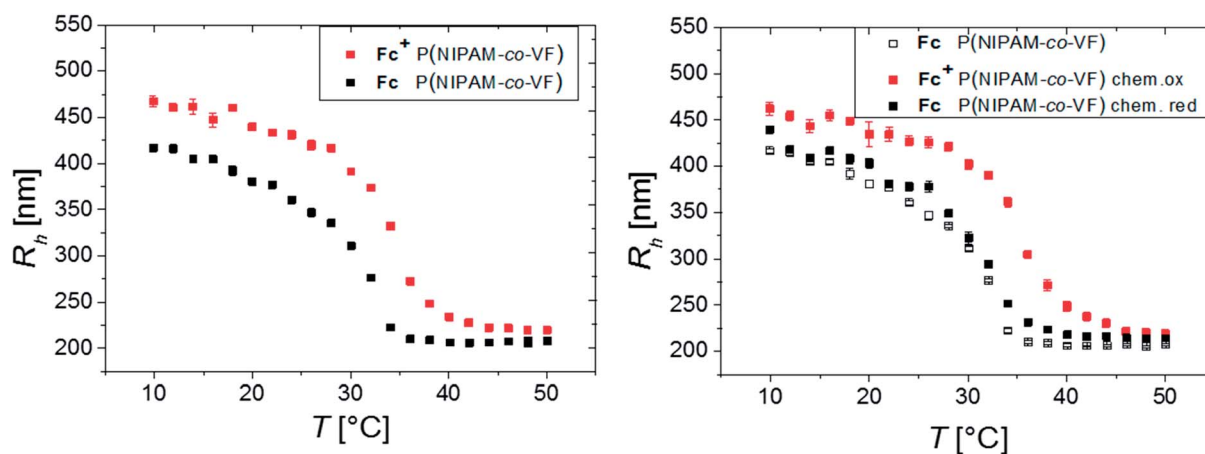 550
500
450
400
350
300
250
200
R_h [nm]
10 20 30 40 50
T [°C]
Fc+ P(NIPAM-co-VF)
Fc P(NIPAM-co-VF)
550
500
450
400
350
300
250
200
R_h [nm]
10 20 30 40 50
T [°C]
Fc P(NIPAM-co-VF)
Fc+ P(NIPAM-co-VF) chem.ox
Fc P(NIPAM-co-VF) chem. red